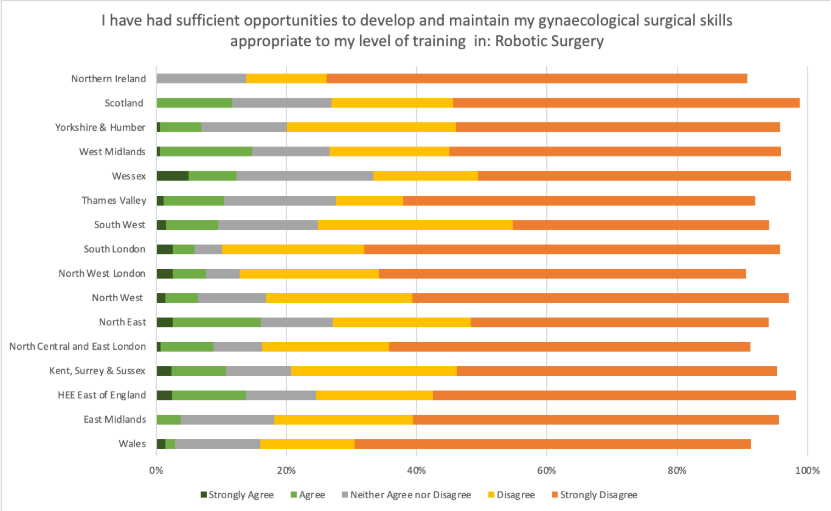 I have had sufficient opportunities to develop and maintain my gynaecological surgical skills
appropriate to my level of training in: Robotic Surgery
Northern Ireland
Scotland
Yorkshire & Humber
West Midlands
Wessex
Thames Valley
South West
South London
North West London
North West
North East
North Central and East London
Kent, Surrey & Sussex
HEE East of England
East Midlands
Wales
0% 20% 40% 60% 80% 100%
Strongly Agree Agree Neither Agree nor Disagree Disagree Strongly Disagree